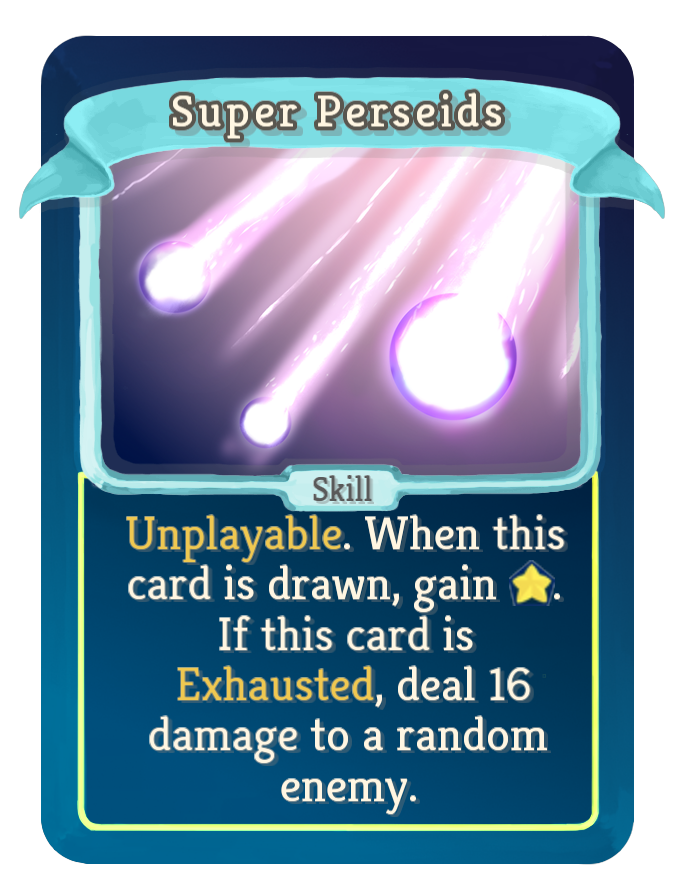 Super Perseids
Skill
Unplayable. When this
card is drawn, gain .
If this card is
Exhausted, deal 16
damage to a random
enemy.